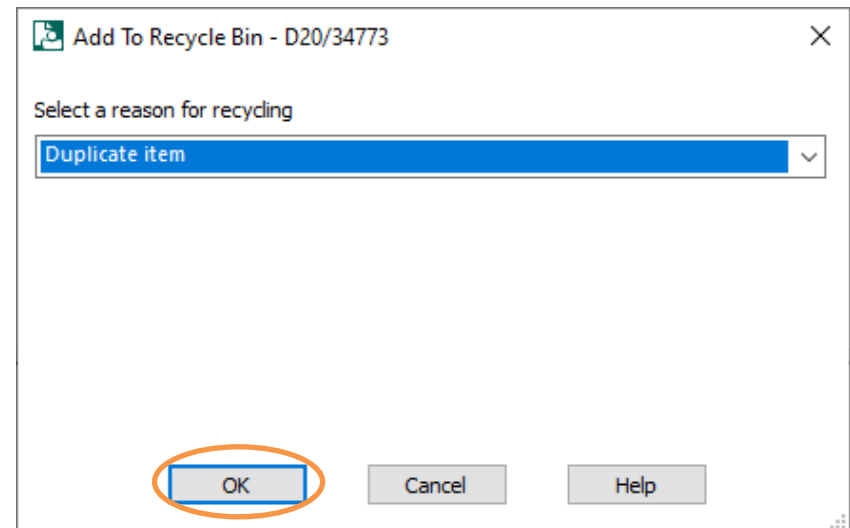 Add To Recycle Bin - D20/34773
Select a reason for recycling
Duplicate item
OK Cancel Help